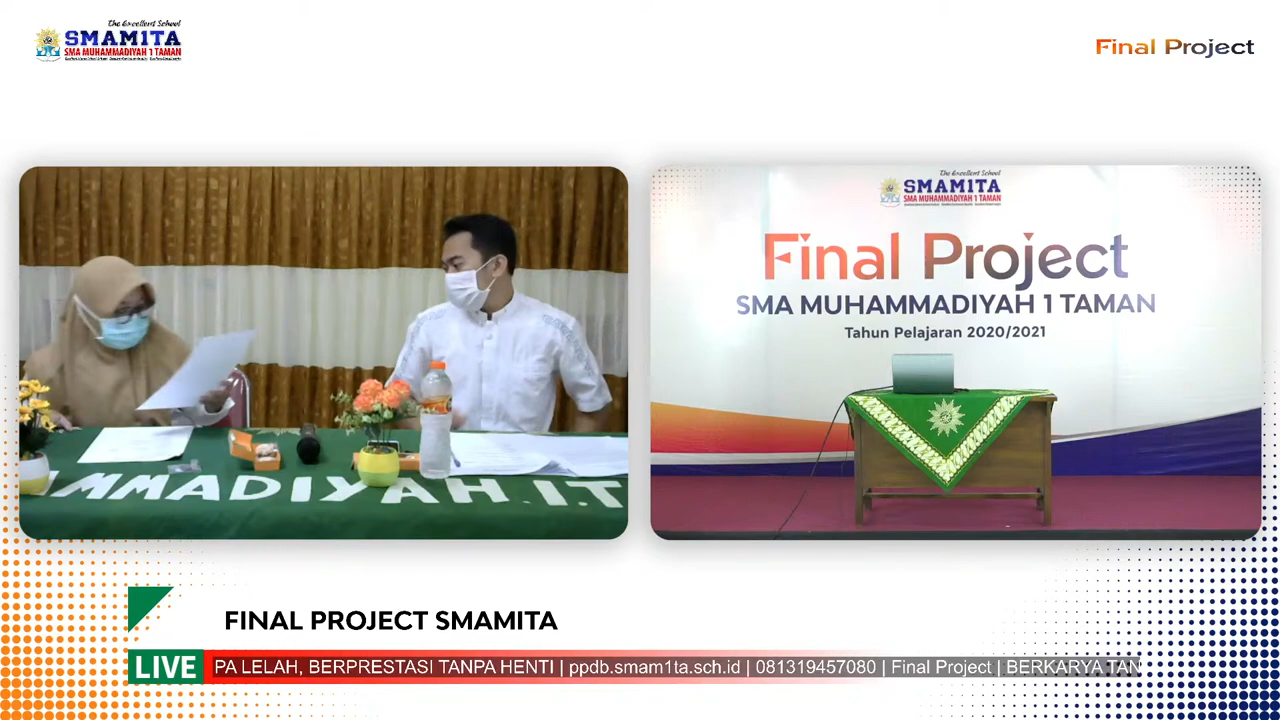 The Excellent School
SMAMITA
SMA MUHAMMADIYAH 1 TAMAN
Final Project
The Excellent School
SMAMITA
SMA MUHAMMADIYAH 1 TAMAN
Final Project
SMA MUHAMMADIYAH 1 TAMAN
Tahun Pelajaran 2020/2021
MMADIYAH.I.T
FINAL PROJECT SMAMITA
LIVE
PA LELAH, BERPRESTASI TANPA HENTI | ppdb.smam1ta.sch.id | 081319457080 | Final Project | BERKARYA TAN